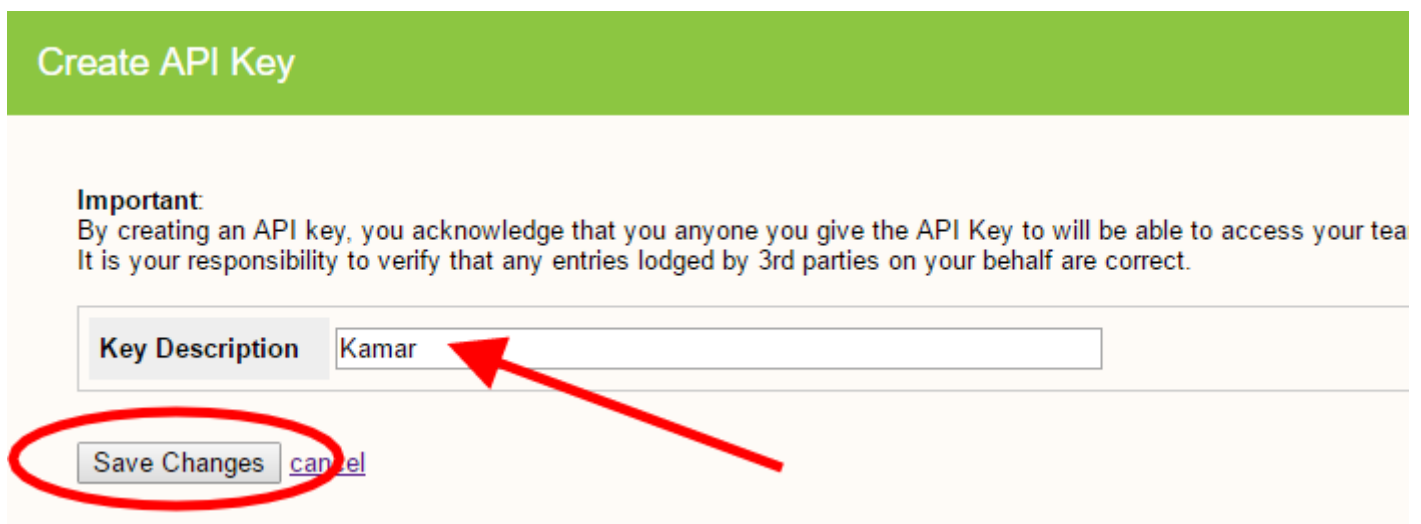 Create API Key
Important:
By creating an API key, you acknowledge that you anyone you give the API Key to will be able to access your
It is your responsibility to verify that any entries lodged by 3rd parties on your behalf are correct.
Key Description Kamar
Save Changes cancel